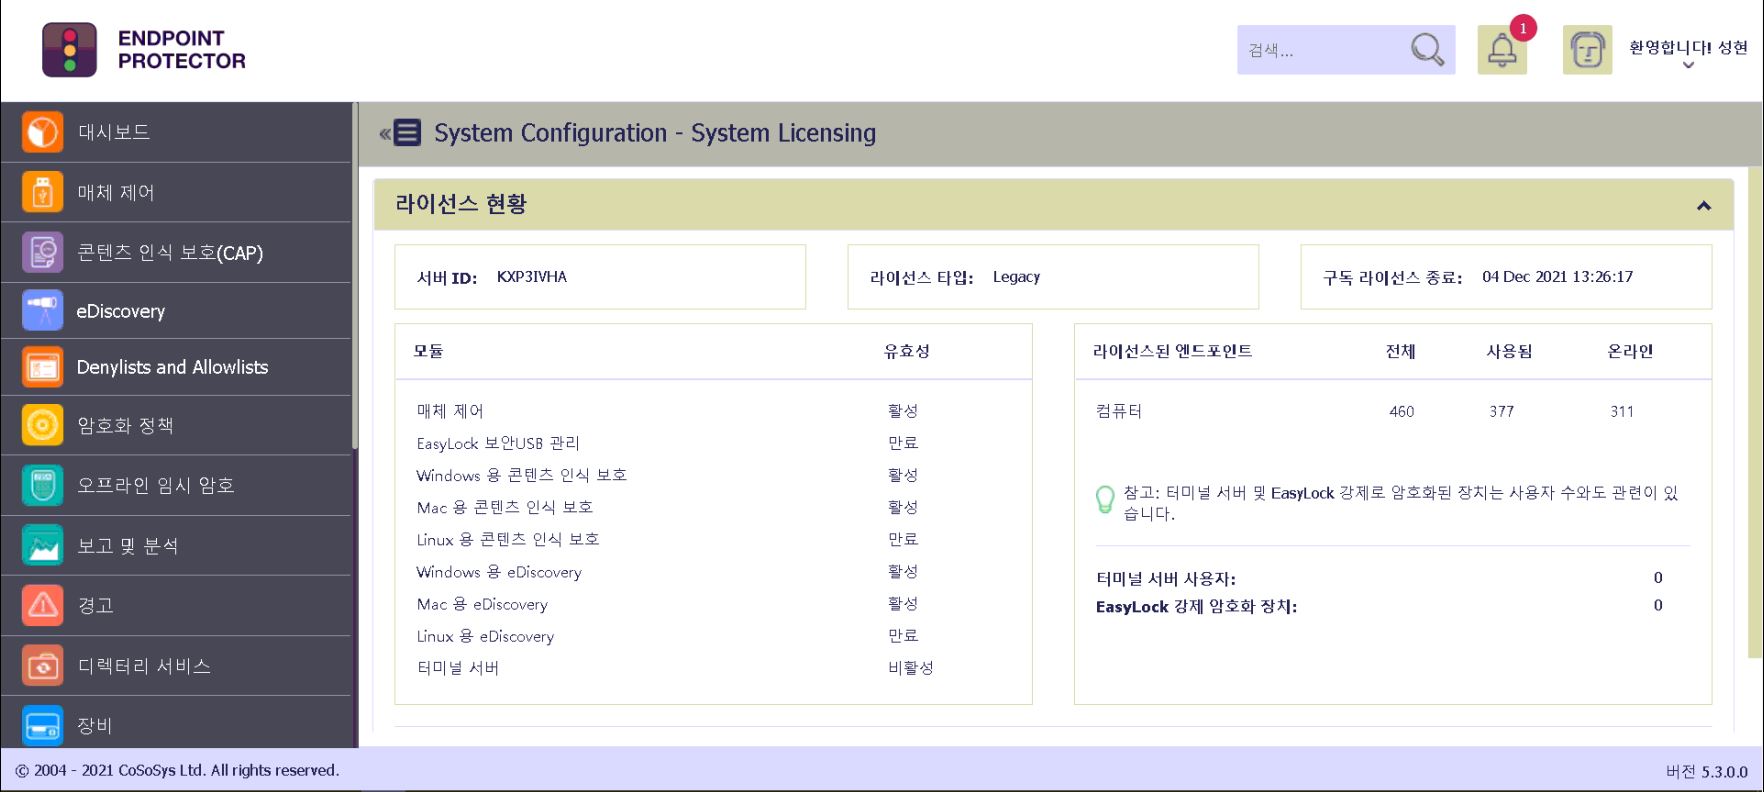 ENDPOINT
PROTECTOR
검색...
1
환영합니다! 성현
대시보드
매체 제어
콘텐츠 인식 보호(CAP)
eDiscovery
Denylists and Allowlists
암호화 정책
오프라인 임시 암호
보고 및 분석
경고
디렉터리 서비스
장비
System Configuration - System Licensing
라이선스 현황
서버 ID: KXP3IVHA
라이선스 타입: Legacy
구독 라이선스 종료: 04 Dec 2021 13:26:17
모듈 유효성
매체 제어 활성
EasyLock 보안USB 관리 만료
Windows 용 콘텐츠 인식 보호 활성
Mac 용 콘텐츠 인식 보호 활성
Linux 용 콘텐츠 인식 보호 만료
Windows 용 eDiscovery 활성
Mac 용 eDiscovery 활성
Linux 용 eDiscovery 만료
터미널 서버 비활성
라이선스된 엔드포인트 전체 사용됨 온라인
컴퓨터 460 377 311
참고: 터미널 서버 및 EasyLock 강제로 암호화된 장치는 사용자 수와도 관련이 있
습니다.
터미널 서버 사용자: 0
EasyLock 강제 암호화 장치: 0
© 2004 - 2021 CoSoSys Ltd. All rights reserved.
버전 5.3.0.0